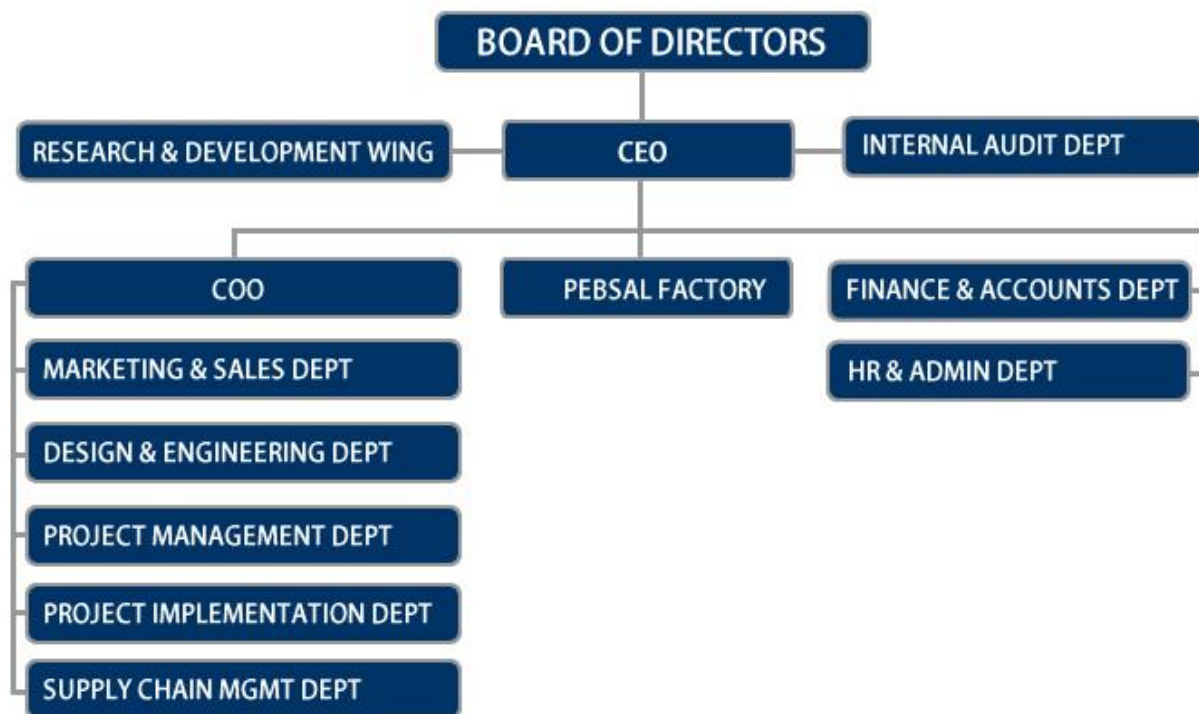 BOARD OF DIRECTORS
RESEARCH & DEVELOPMENT WING
CEO
INTERNAL AUDIT DEPT
COO
PEBSAL FACTORY
FINANCE & ACCOUNTS DEPT
MARKETING & SALES DEPT
HR & ADMIN DEPT
DESIGN & ENGINEERING DEPT
PROJECT MANAGEMENT DEPT
PROJECT IMPLEMENTATION DEPT
SUPPLY CHAIN MGMT DEPT